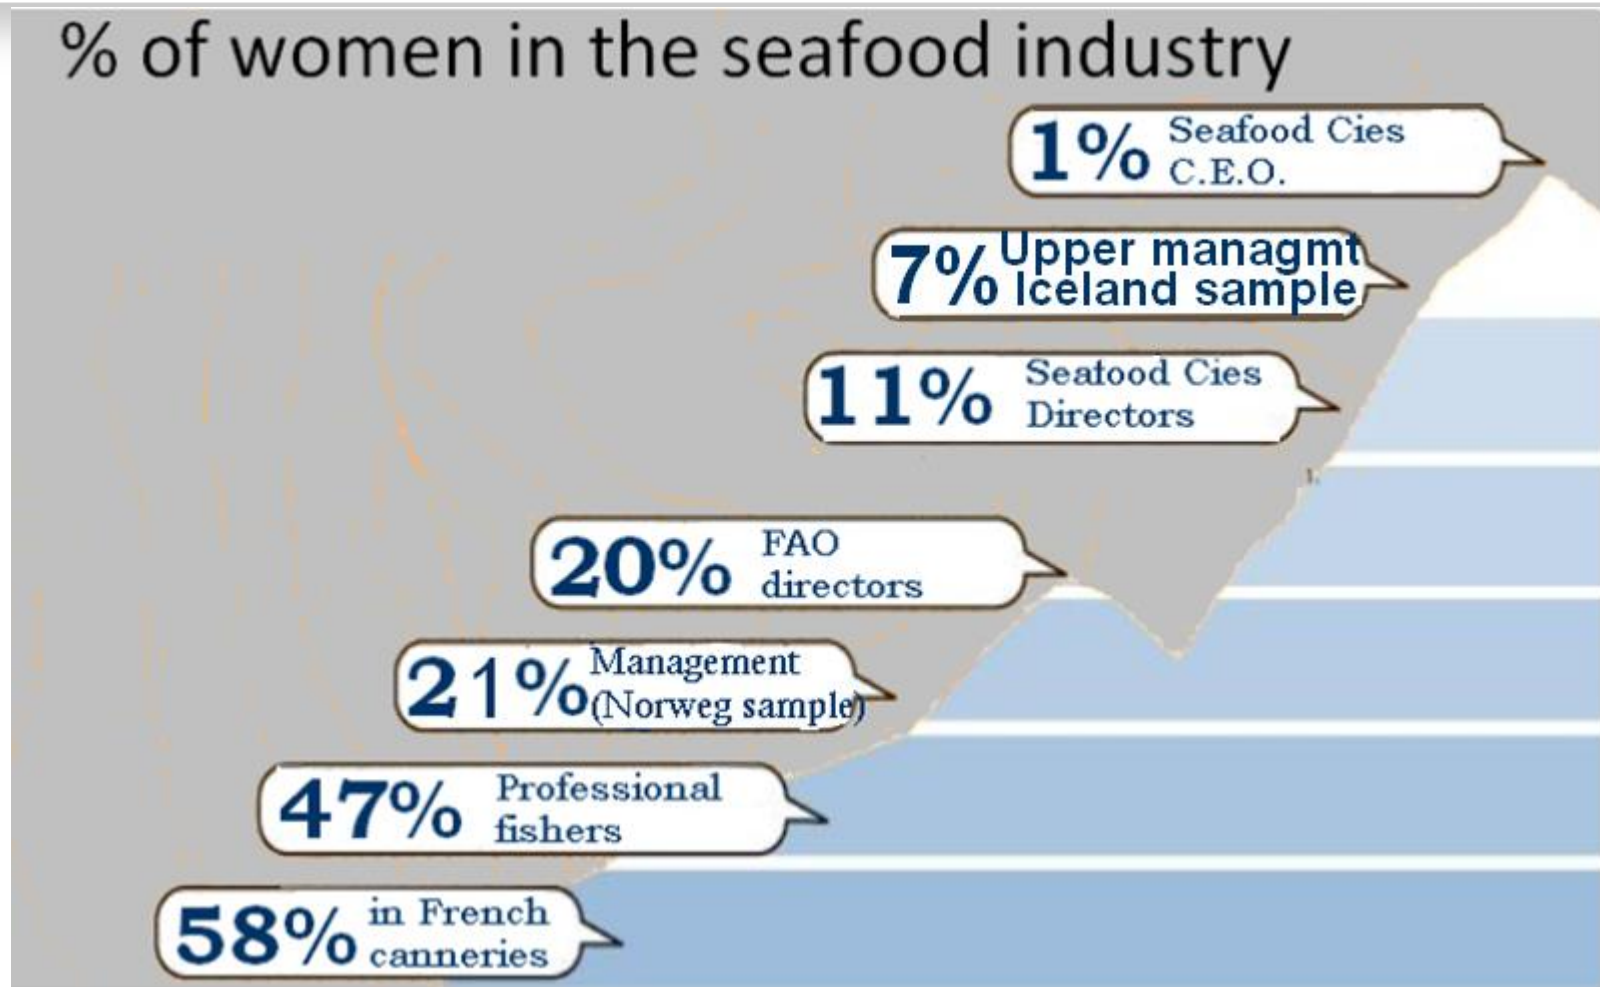 % of women in the seafood industry
1% Seafood Cies
C.E.O.
7% Upper managmt
Iceland sample
11% Seafood Cies
Directors
20% FAO
directors
21% Management
(Norweg sample)
47% Professional
fishers
58% in French
canneries